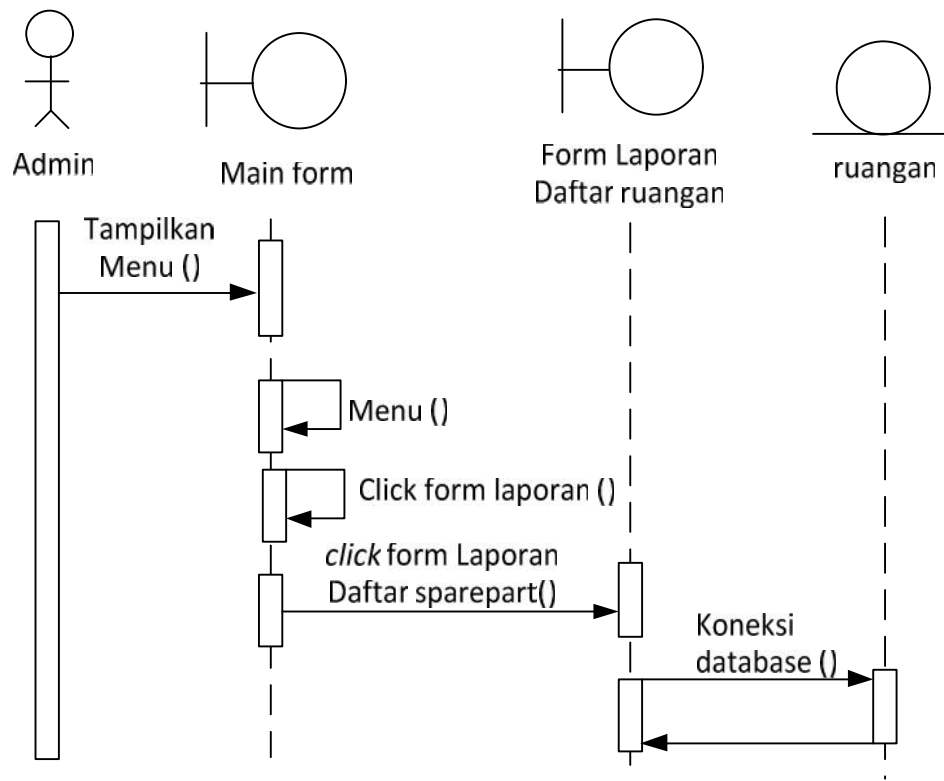 Admin
Main form
Form Laporan
Daftar ruangan
ruangan
Tampilkan
Menu ()
Menu ()
Click form laporan ()
click form Laporan
Daftar sparepart()
Koneksi
database ()